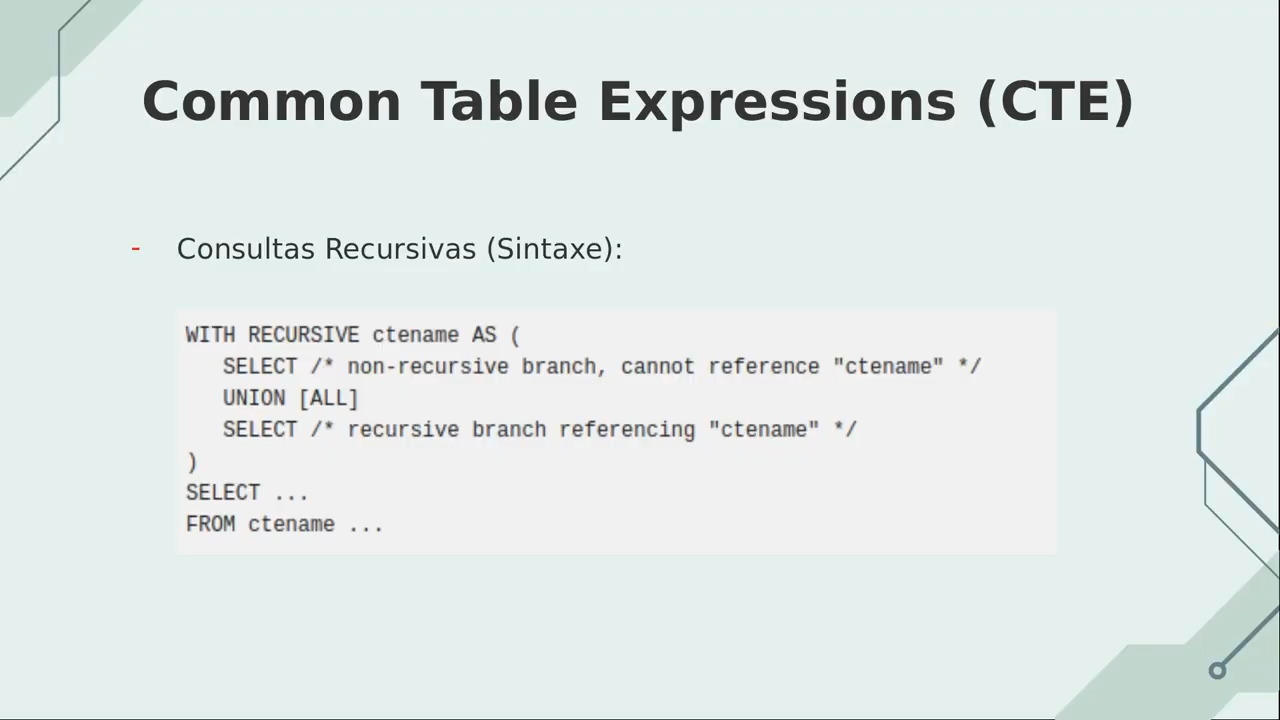 Common Table Expressions (CTE)
- Consultas Recursivas (Sintaxe):
WITH RECURSIVE ctename AS (
   SELECT /* non-recursive branch, cannot reference "ctename" */
   UNION [ALL]
   SELECT /* recursive branch referencing "ctename" */
)
SELECT ...
FROM ctename ...